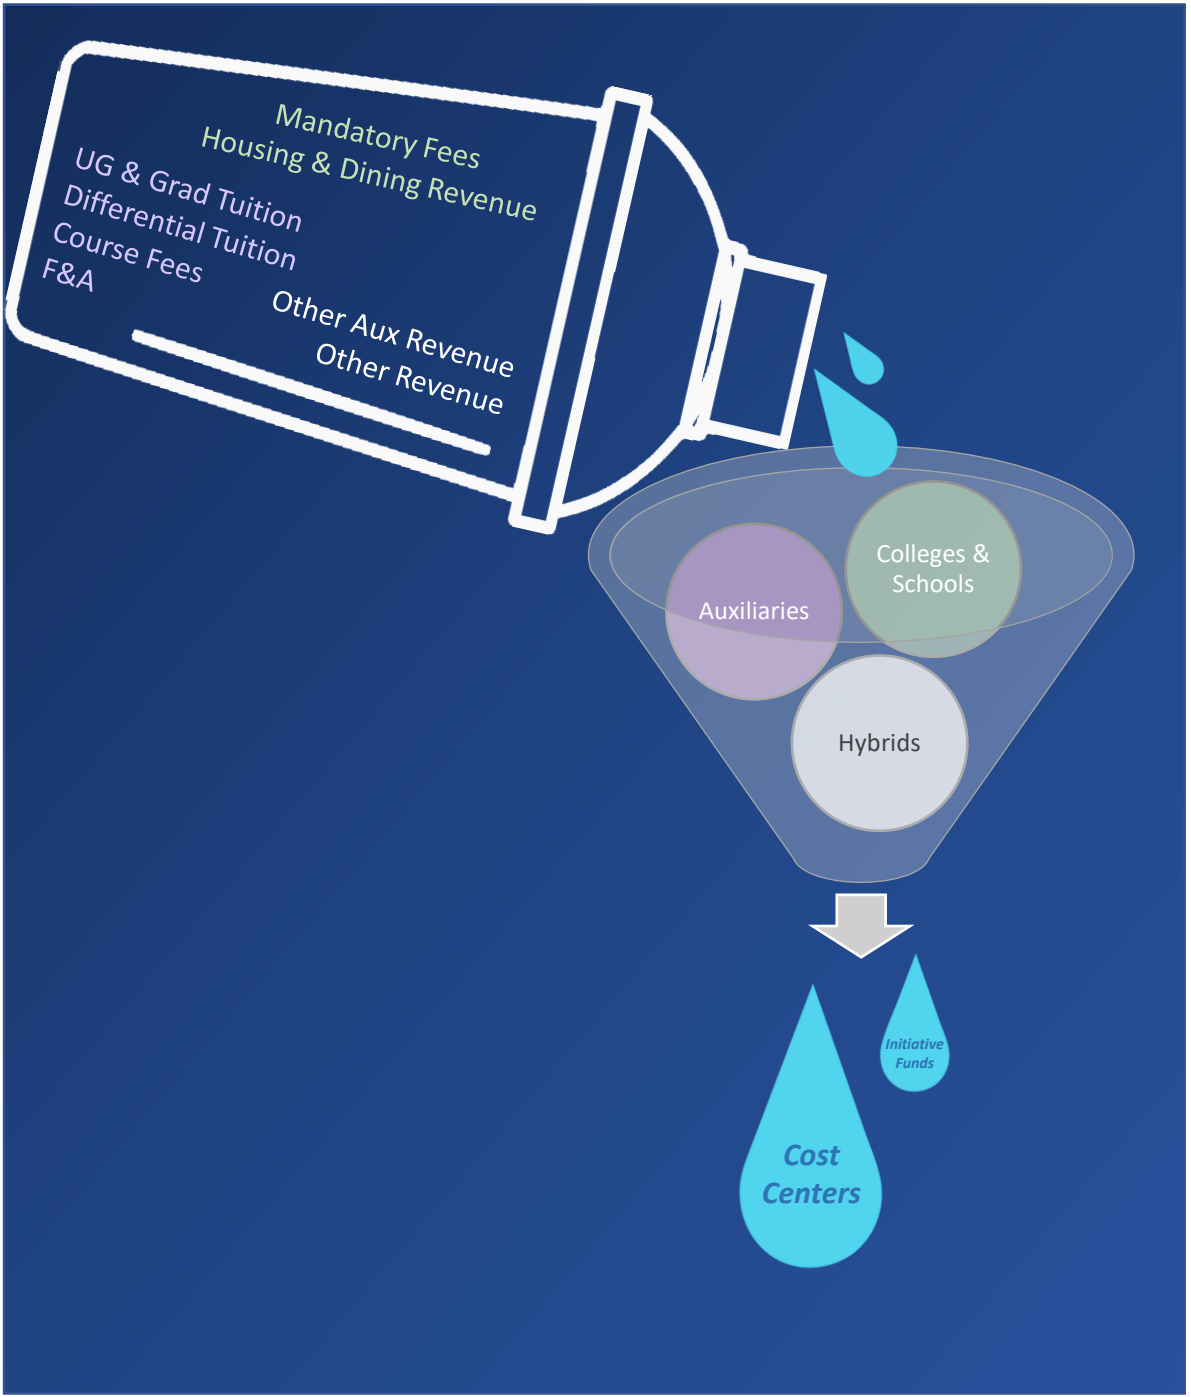 Mandatory Fees
Housing & Dining Revenue
UG & Grad Tuition
Differential Tuition
Course Fees
F&A
Other Aux Revenue
Other Revenue
Colleges &
Schools
Auxiliaries
Hybrids
Initiative
Funds
Cost
Centers